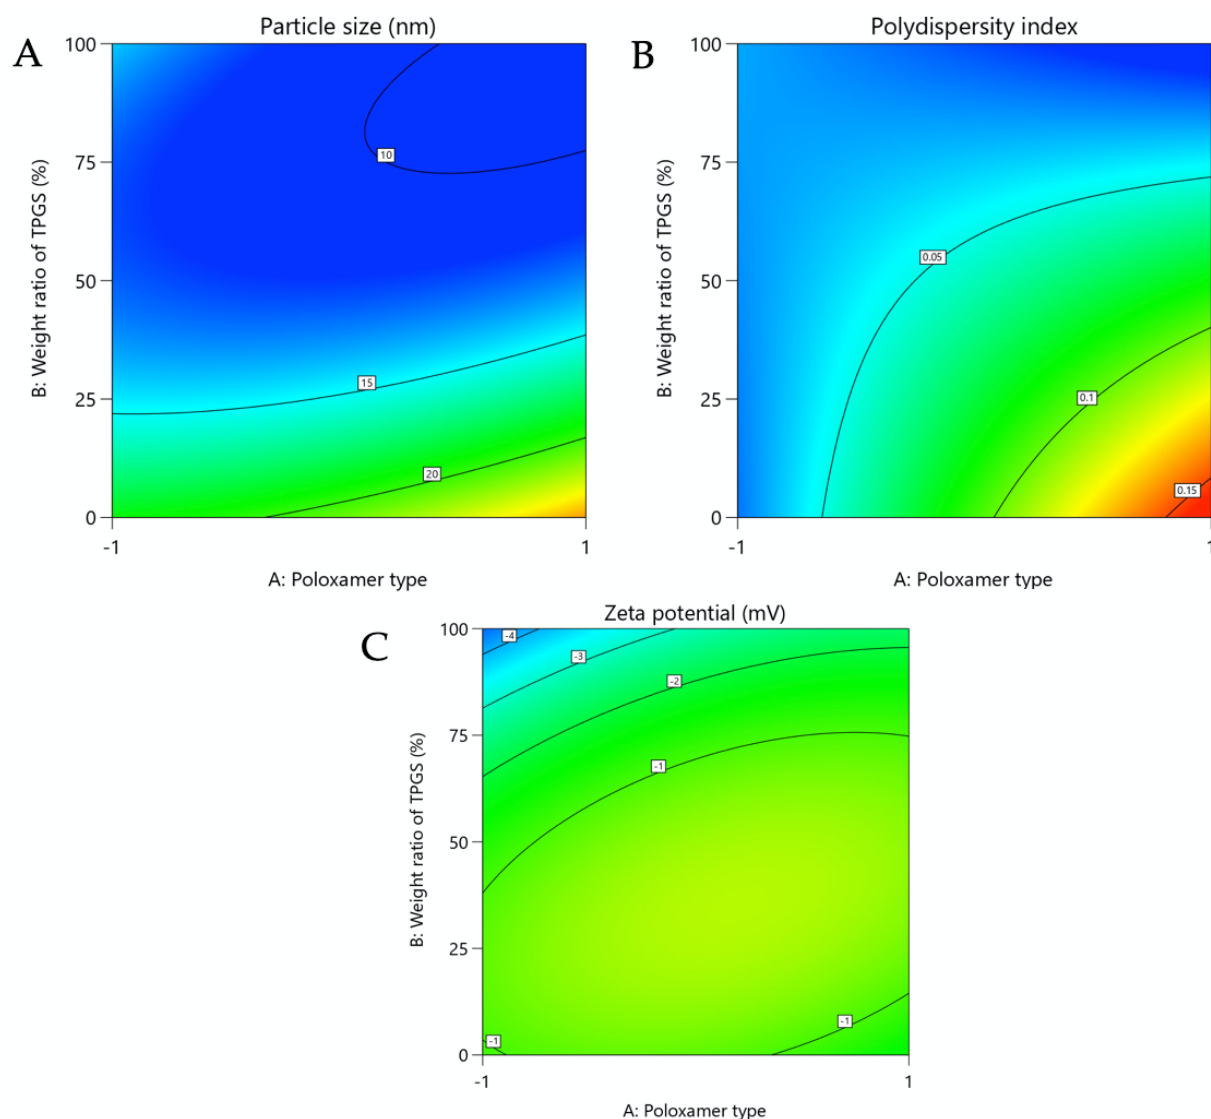 A
Particle size (nm)
100
75
50
25
0
B: Weight ratio of TPGS (%)
10
15
20
-1
1
A: Poloxamer type
B
Polydispersity index
100
75
50
25
0
B: Weight ratio of TPGS (%)
0.05
0.1
0.15
-1
1
A: Poloxamer type
C
Zeta potential (mV)
100
75
50
25
0
B: Weight ratio of TPGS (%)
-4
-3
-2
-1
-1
-1
-1
1
A: Poloxamer type